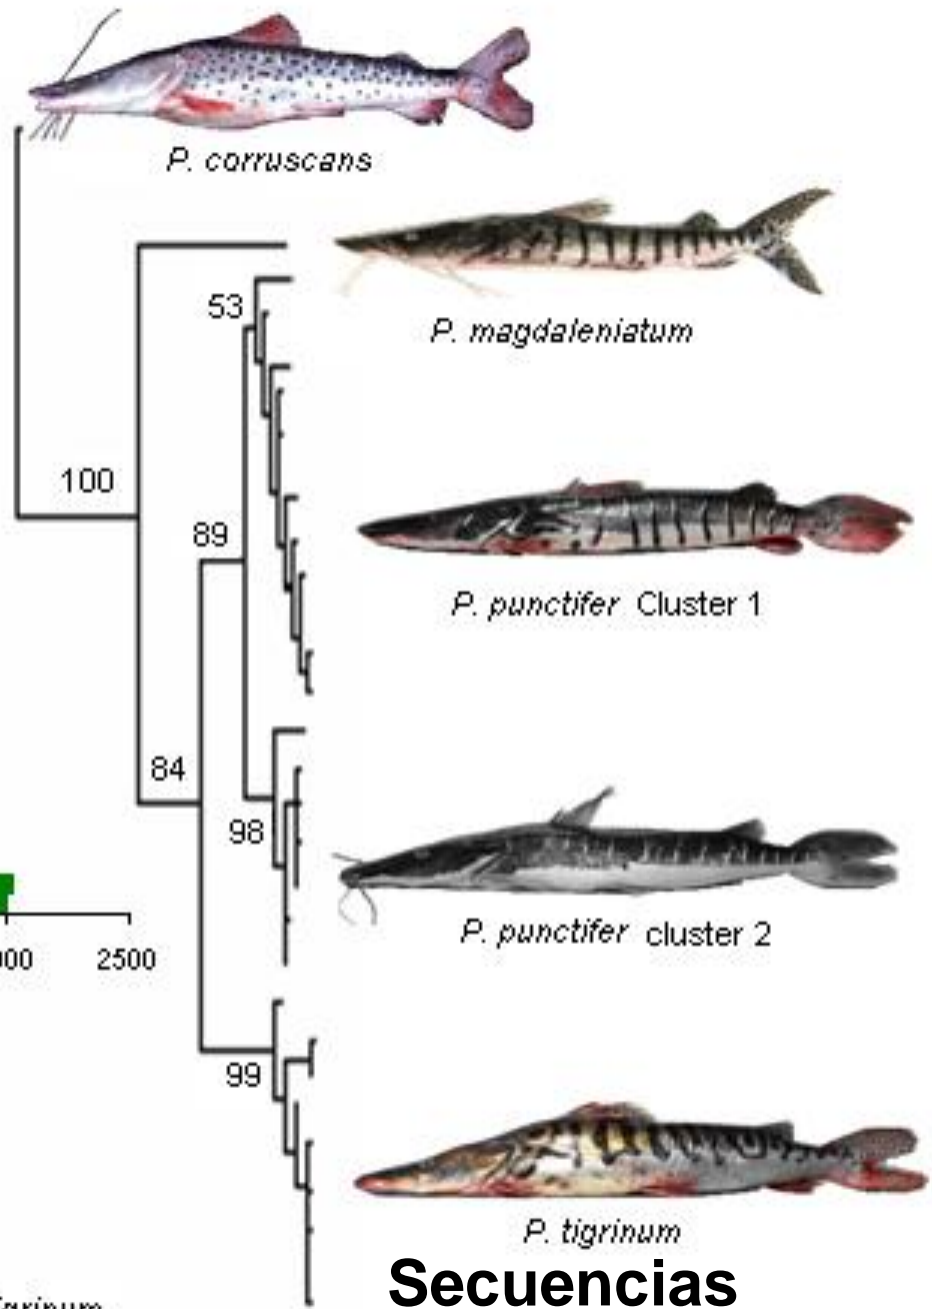 P. corruscans
53
P. magdaleniatum
100
89
P. punctifer Cluster 1
84
98
P. punctifer cluster 2
2500
99
P. tigrinum
Secuencias